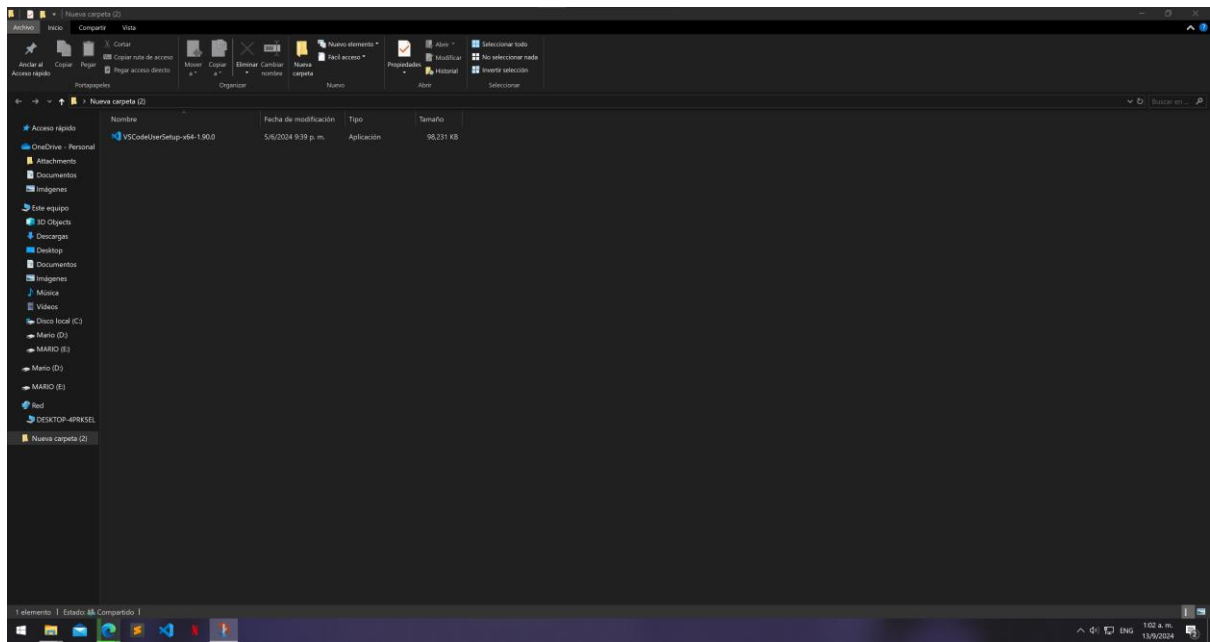 Nueva carpeta (2)
Archivo Inicio Compartir Vista
Anclar al Acceso rápido
Copiar
Pegar
Cortar
Copiar ruta de acceso
Pegar acceso directo
Portapapeles
Mover a
Copiar a
Eliminar
Cambiar nombre
Organizar
Nueva carpeta
Nuevo elemento
Fácil acceso
Nuevo
Propiedades
Abrir
Modificar
Historial
Abrir
Seleccionar todo
No seleccionar nada
Invertir selección
Seleccionar
> Nueva carpeta (2)
Buscar en ...
Nombre Fecha de modificación Tipo Tamaño
VSCodeUserSetup-x64-1.90.0 5/6/2024 9:39 p. m. Aplicación 98,231 KB
Acceso rápido
OneDrive - Personal
Attachments
Documentos
Imágenes
Este equipo
3D Objects
Descargas
Desktop
Documentos
Imágenes
Música
Vídeos
Disco local (C:)
Mario (D:)
MARIO (E:)
Mario (D:)
MARIO (E:)
Red
DESKTOP-4PRKSEL
Nueva carpeta (2)
1 elemento Estado: Compartido
ENG
1:02 a. m.
13/9/2024